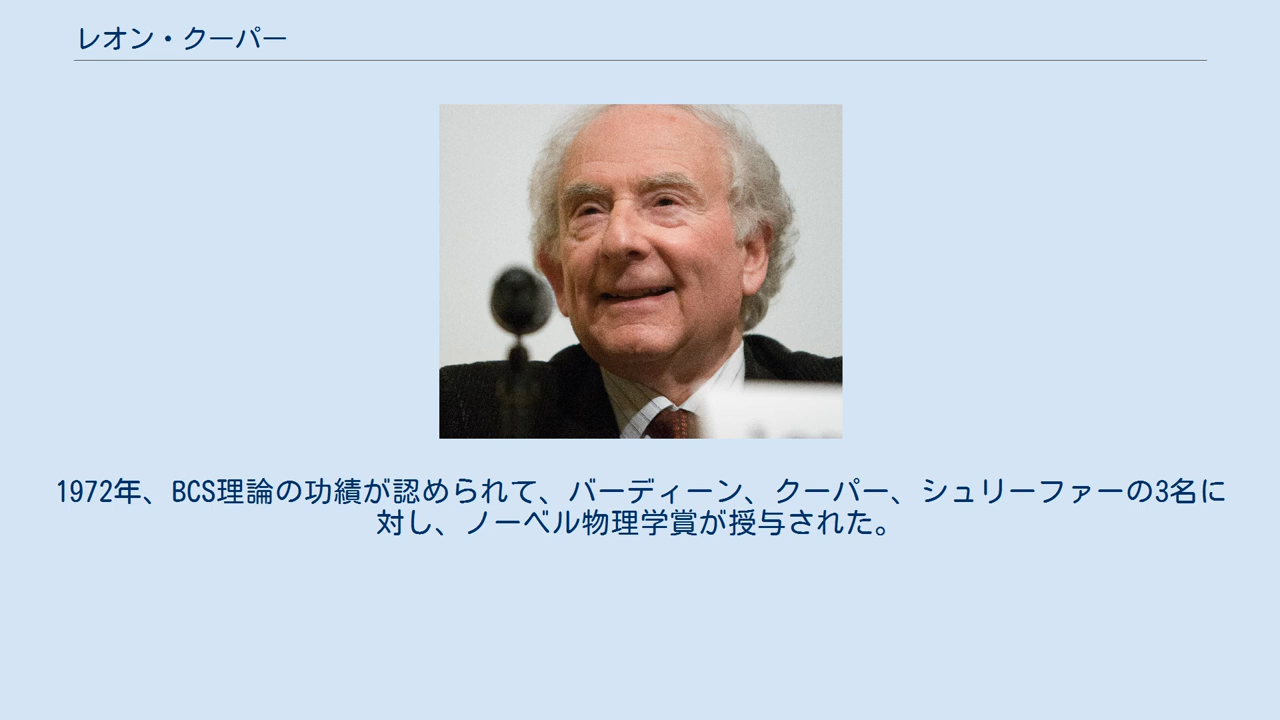 レオン・クーパー
1972年、BCS理論の功績が認められて、バーディーン、クーパー、シュリーファーの3名に
対し、ノーベル物理学賞が授与された。